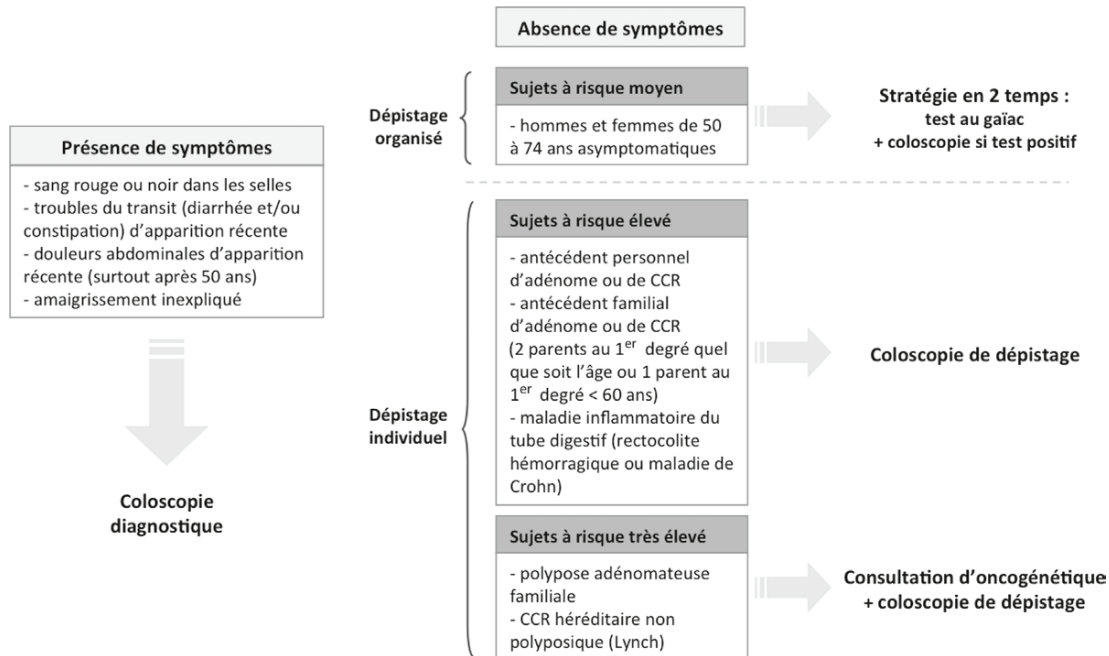 Présence de symptômes
- sang rouge ou noir dans les selles
- troubles du transit (diarrhée et/ou
constipation) d’apparition récente
- douleurs abdominales d’apparition
récente (surtout après 50 ans)
- amaigrissement inexpliqué
Coloscopie
diagnostique
Absence de symptômes
Dépistage
organisé
Sujets à risque moyen
- hommes et femmes de 50
à 74 ans asymptomatiques
Stratégie en 2 temps :
test au gaïac
+ coloscopie si test positif
Dépistage
individuel
Sujets à risque élevé
- antécédent personnel
d’adénome ou de CCR
- antécédent familial
d’adénome ou de CCR
(2 parents au 1er degré quel
que soit l’âge ou 1 parent au
1er degré < 60 ans)
- maladie inflammatoire du
tube digestif (rectocolite
hémorragique ou maladie de
Crohn)
Coloscopie de dépistage
Sujets à risque très élevé
- polypose adénomateuse
familiale
- CCR héréditaire non
polyposique (Lynch)
Consultation d’oncogénétique
+ coloscopie de dépistage